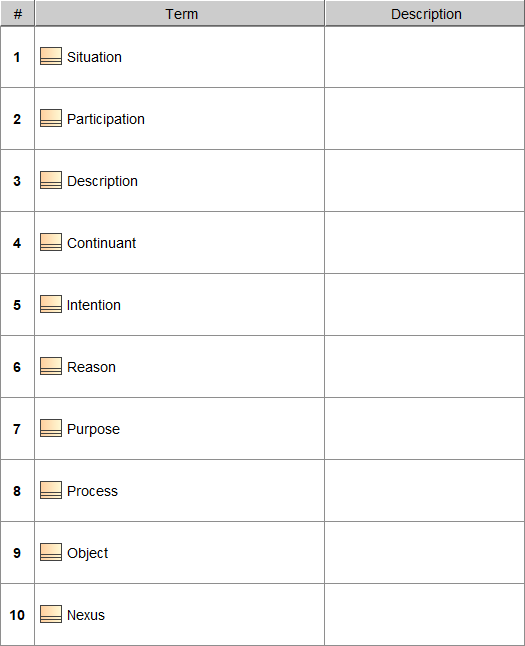 # Term Description
1 Situation
2 Participation
3 Description
4 Continuant
5 Intention
6 Reason
7 Purpose
8 Process
9 Object
10 Nexus